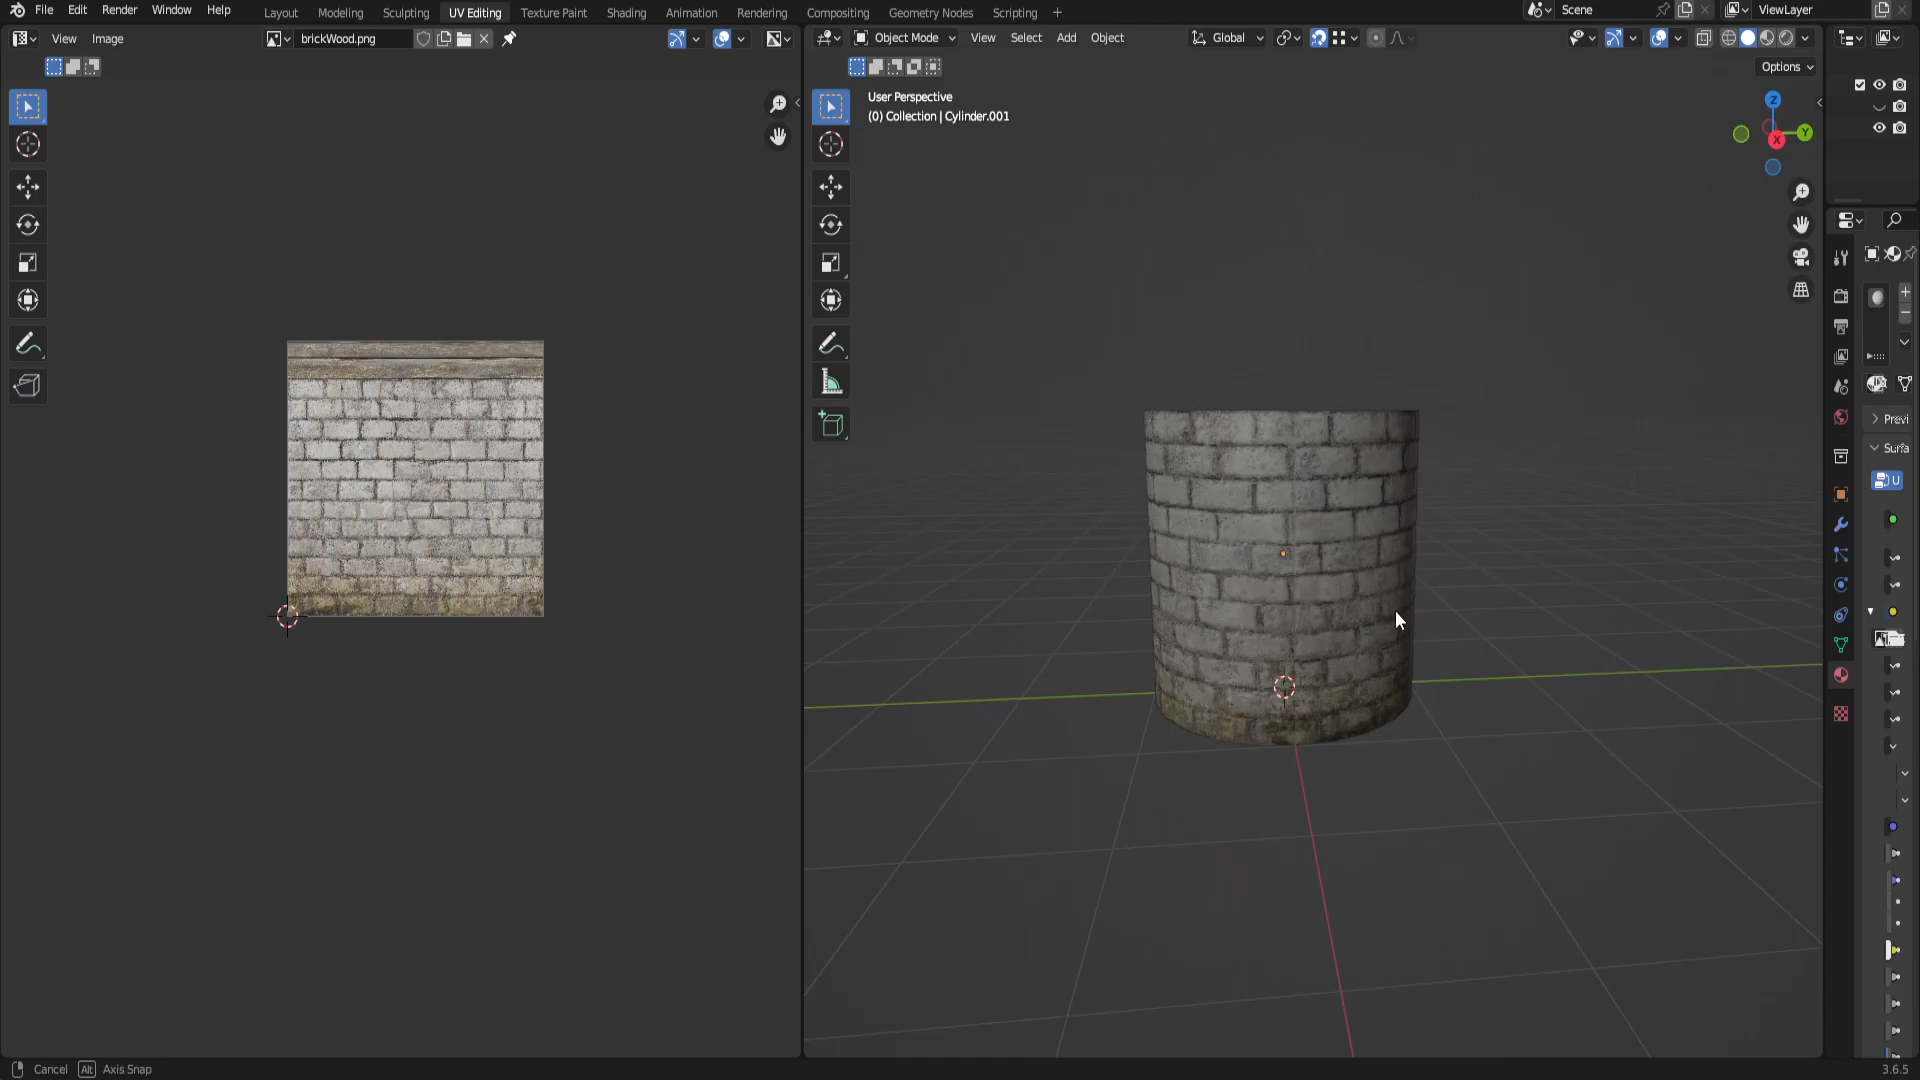 File Edit Render Window Help Layout Modeling Sculpting UV Editing Texture Paint Shading Animation Rendering Compositing Geometry Nodes Scripting Scene ViewLayer
View Image brickWood.png Object Mode View Select Add Object Global
Options
User Perspective
(0) Collection | Cylinder.001
Z
Y
X
Previ
Surfa
U
Cancel Alt Axis Snap 3.6.5